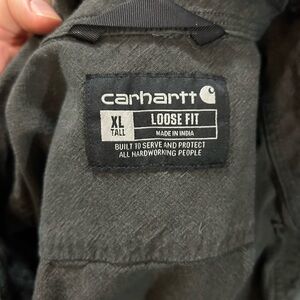 carhartt
XL
TALL
LOOSE FIT
MADE IN INDIA
BUILT TO SERVE AND PROTECT
ALL HARDWORKING PEOPLE